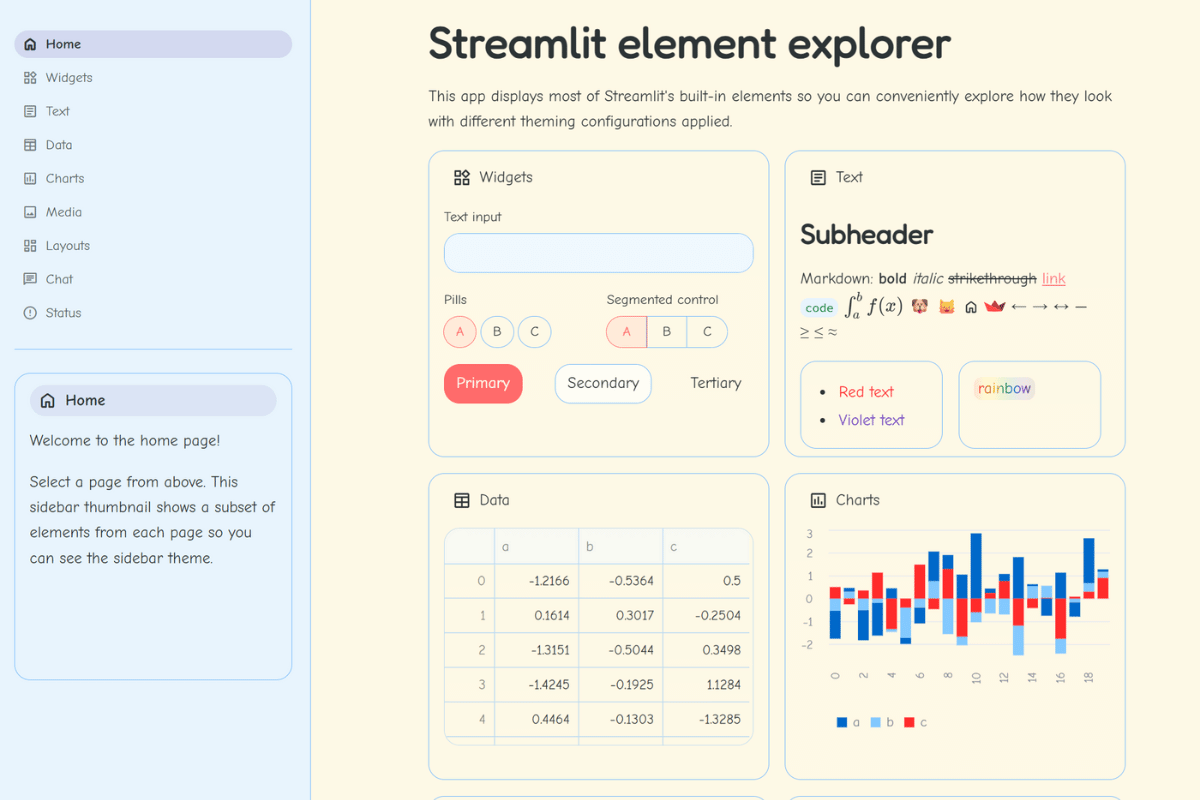 Home
Widgets
Text
Data
Charts
Media
Layouts
Chat
Status
Home
Welcome to the home page!
Select a page from above. This
sidebar thumbnail shows a subset of
elements from each page so you
can see the sidebar theme.
Streamlit element explorer
This app displays most of Streamlit's built-in elements so you can conveniently explore how they look
with different theming configurations applied.
Widgets
Text input
Pills
A B C
Segmented control
A B C
Primary Secondary Tertiary
Text
Subheader
Markdown: bold italic strikethrough link
code ∫ₐᵇ f(x) 🐶 😸 ← → ↔ —
≥ ≤ ≈
• Red text
• Violet text
rainbow
Data
a b c
0 -1.2166 -0.5364 0.5
1 0.1614 0.3017 -0.2504
2 -1.3151 -0.5044 0.3498
3 -1.4245 -0.1925 1.1284
4 0.4464 -0.1303 -1.3285
Charts
3
2
1
0
-1
-2
0 2 4 6 8 10 12 14 16 18
a b c